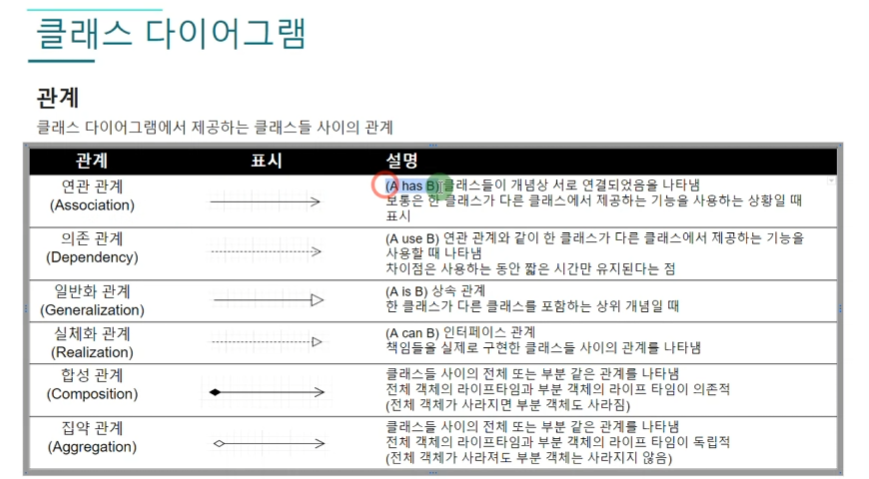 클래스 다이어그램
관계
클래스 다이어그램에서 제공하는 클래스들 사이의 관계
관계 표시 설명
연관 관계
(Association)
(A has B) 클래스들이 개념상 서로 연결되었음을 나타냄
보통은 한 클래스가 다른 클래스에서 제공하는 기능을 사용하는 상황일 때
표시
의존 관계
(Dependency)
(A use B) 연관 관계와 같이 한 클래스가 다른 클래스에서 제공하는 기능을
사용할 때 나타냄
차이점은 사용하는 동안 짧은 시간만 유지된다는 점
일반화 관계
(Generalization)
(A is B) 상속 관계
한 클래스가 다른 클래스를 포함하는 상위 개념일 때
실체화 관계
(Realization)
(A can B) 인터페이스 관계
책임들을 실제로 구현한 클래스들 사이의 관계를 나타냄
합성 관계
(Composition)
클래스들 사이의 전체 또는 부분 같은 관계를 나타냄
전체 객체의 라이프타임과 부분 객체의 라이프 타임이 의존적
(전체 객체가 사라지면 부분 객체도 사라짐)
집약 관계
(Aggregation)
클래스들 사이의 전체 또는 부분 같은 관계를 나타냄
전체 객체의 라이프타임과 부분 객체의 라이프 타임이 독립적
(전체 객체가 사라져도 부분 객체는 사라지지 않음)